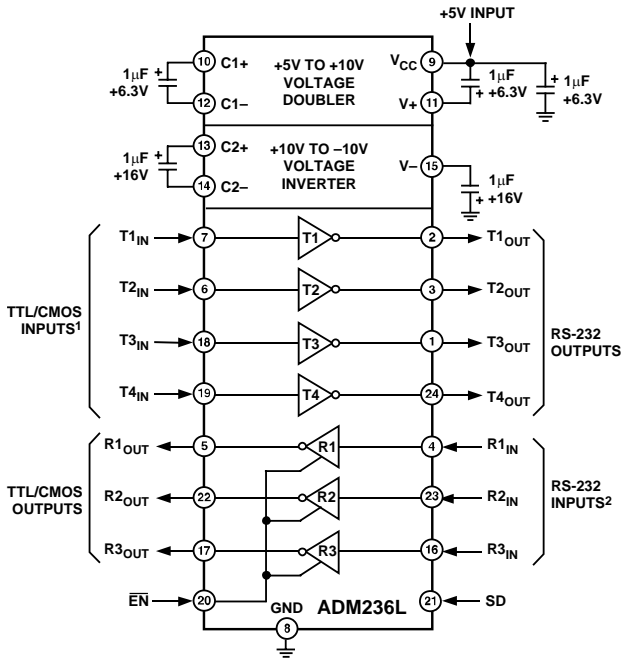 +5V INPUT
10 C1+ +5V TO +10V VOLTAGE DOUBLER VCC 9
1µF +6.3V +
12 C1–
V+ 11
+ 1µF +6.3V
+ 1µF +6.3V
13 C2+ +10V TO –10V VOLTAGE INVERTER V– 15
1µF +16V +
14 C2–
1µF + +16V
TTL/CMOS INPUTS1
T1IN 7 T1 2 T1OUT
T2IN 6 T2 3 T2OUT
T3IN 18 T3 1 T3OUT
T4IN 19 T4 24 T4OUT
RS-232 OUTPUTS
TTL/CMOS OUTPUTS
R1OUT 5 R1 4 R1IN
R2OUT 22 R2 23 R2IN
R3OUT 17 R3 16 R3IN
RS-232 INPUTS2
EN 20 GND ADM236L 21 SD
8